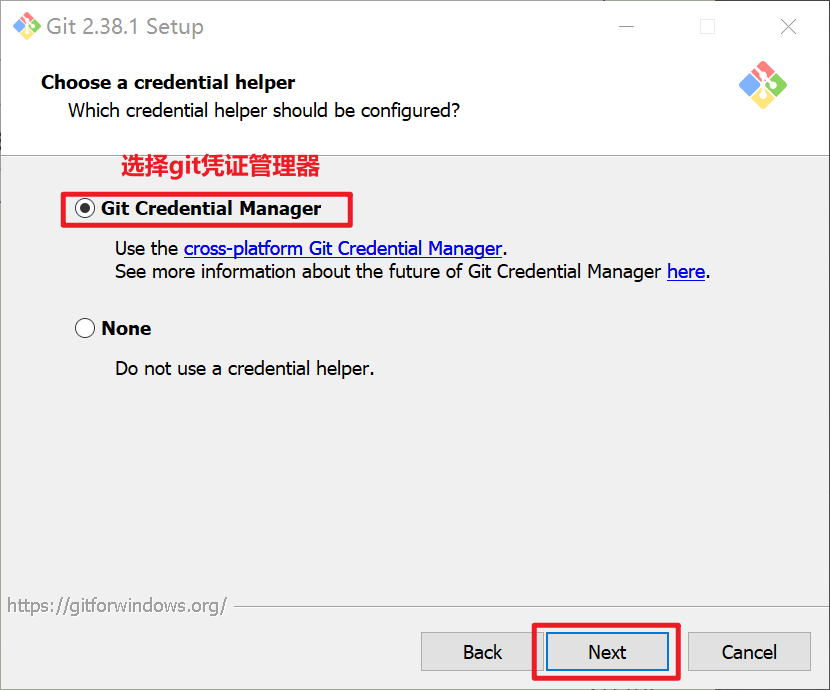 Git 2.38.1 Setup
Choose a credential helper
Which credential helper should be configured?
选择git凭证管理器
Git Credential Manager
Use the cross-platform Git Credential Manager.
See more information about the future of Git Credential Manager here.
None
Do not use a credential helper.
https://gitforwindows.org/
Back Next Cancel